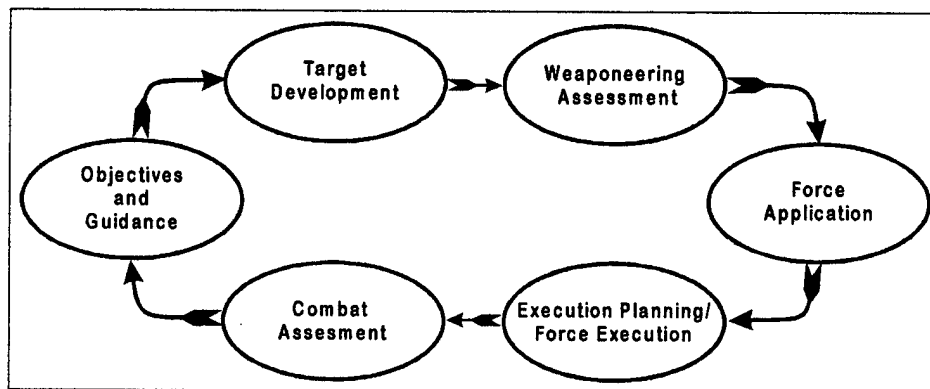 Target
Development
Weaponeering
Assessment
Objectives
and
Guidance
Force
Application
Combat
Assesment
Execution Planning/
Force Execution